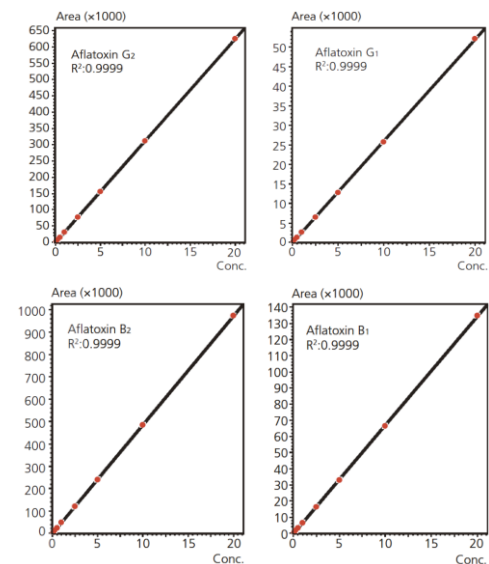 Area (×1000)
Aflatoxin G2
R²:0.9999
650
600
550
500
450
400
350
300
250
200
150
100
50
0
0 5 10 15 20
Conc.
Area (×1000)
Aflatoxin G1
R²:0.9999
50
45
40
35
30
25
20
15
10
5
0
0 5 10 15 20
Conc.
Area (×1000)
Aflatoxin B2
R²:0.9999
1000
900
800
700
600
500
400
300
200
100
0
0 5 10 15 20
Conc.
Area (×1000)
Aflatoxin B1
R²:0.9999
140
130
120
110
100
90
80
70
60
50
40
30
20
10
0
0 5 10 15 20
Conc.